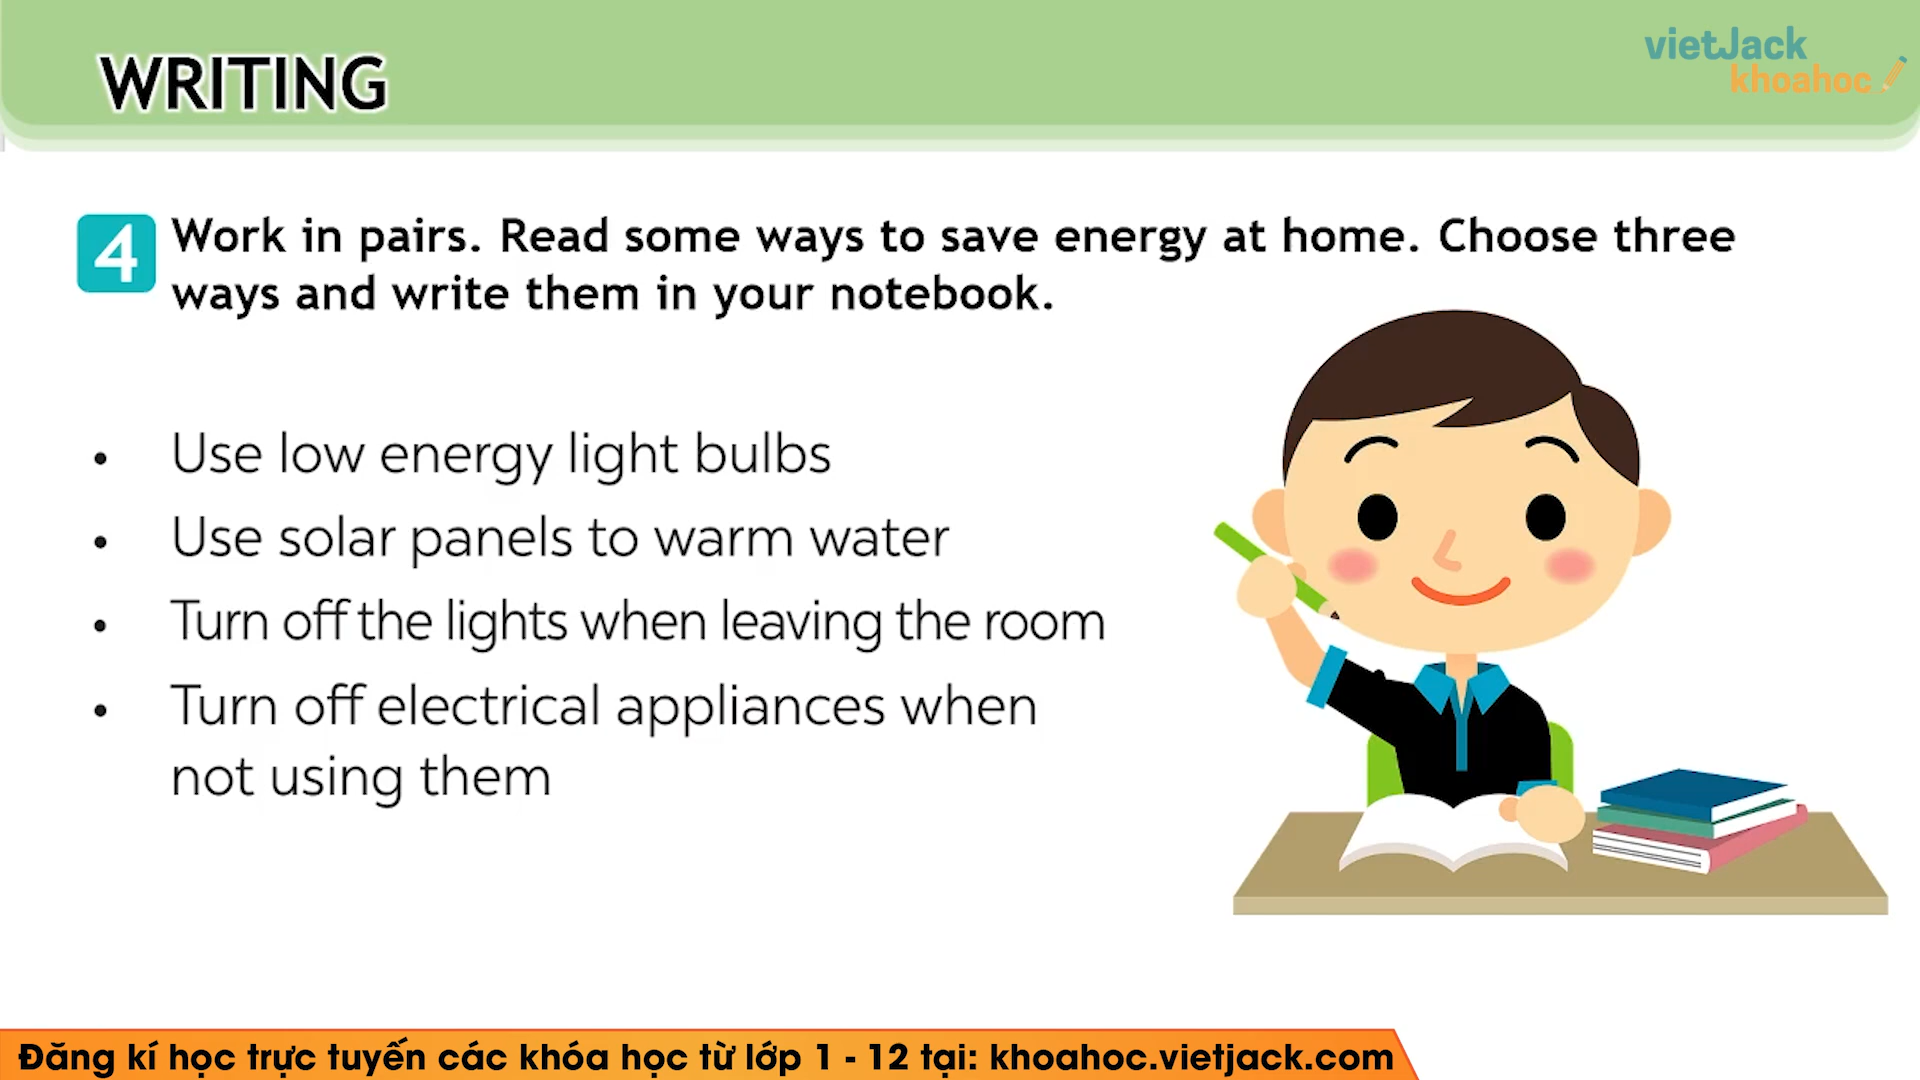 WRITING
vietJack
khoahoc
4
Work in pairs. Read some ways to save energy at home. Choose three
ways and write them in your notebook.
• Use low energy light bulbs
• Use solar panels to warm water
• Turn off the lights when leaving the room
• Turn off electrical appliances when
not using them
Đăng kí học trực tuyến các khóa học từ lớp 1 - 12 tại: khoahoc.vietjack.com